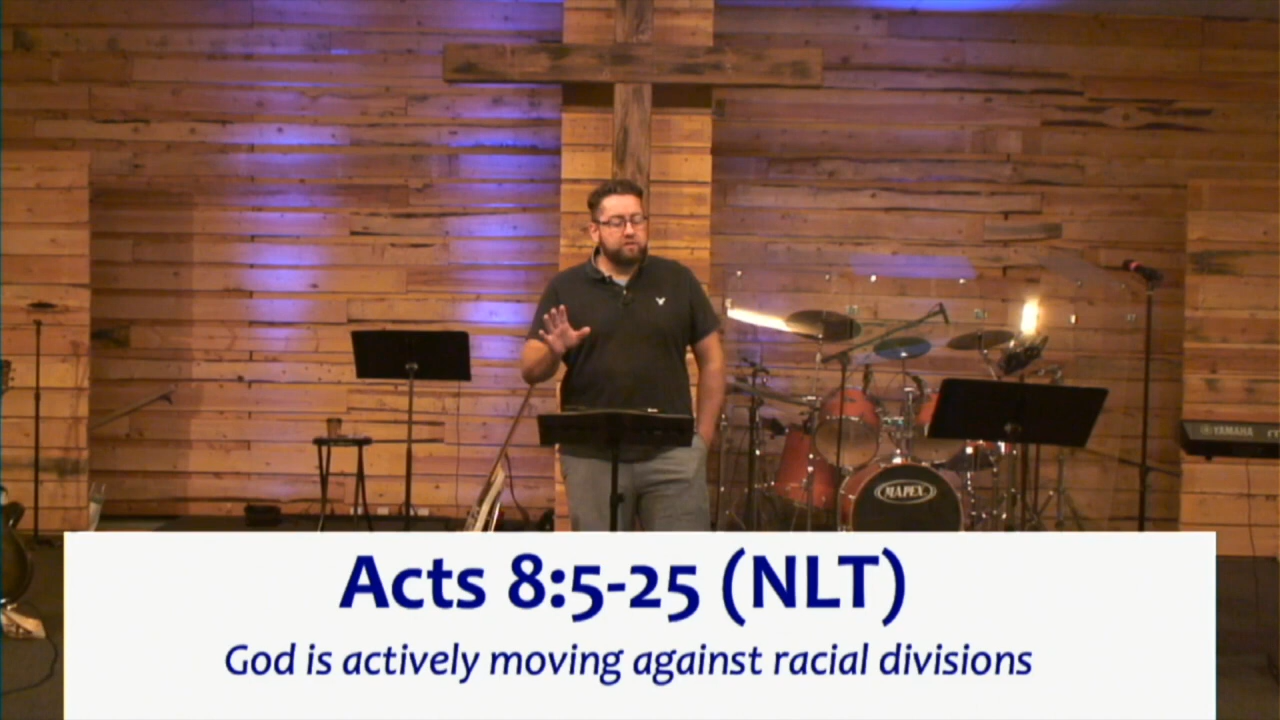 YAMAHA
MAPEX
Acts 8:5-25 (NLT)
God is actively moving against racial divisions